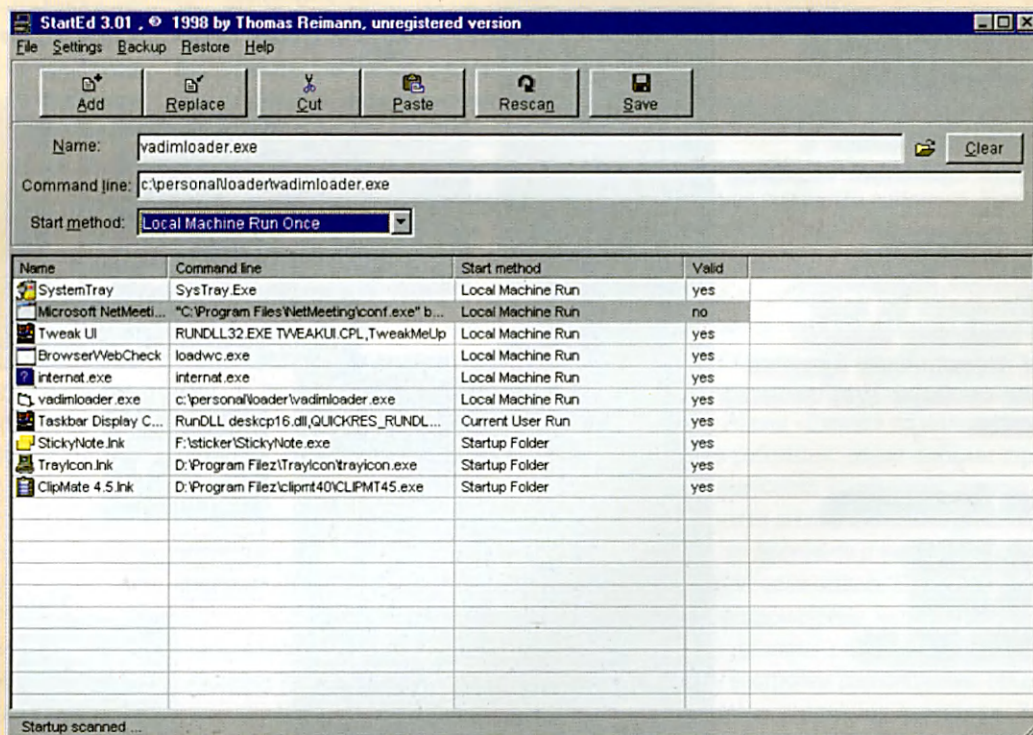 StartEd 3.01 , © 1998 by Thomas Reimann, unregistered version
File Settings Backup Restore Help
Add Replace Cut Paste Rescan Save
Name: vadimloader.exe Clear
Command line: c:\personal\loader\vadimloader.exe
Start method: Local Machine Run Once
Name Command line Start method Valid
SystemTray SysTray.Exe Local Machine Run yes
Microsoft NetMeeti... "C:\Program Files\NetMeeting\conf.exe" b... Local Machine Run no
Tweak UI RUNDLL32.EXE TWEAKUI.CPL,TweakMeUp Local Machine Run yes
BrowserWebCheck loadwc.exe Local Machine Run yes
internat.exe internat.exe Local Machine Run yes
vadimloader.exe c:\personal\loader\vadimloader.exe Local Machine Run yes
Taskbar Display C... RunDLL deskcp16.dll,QUICKRES_RUNDL... Current User Run yes
StickyNote.lnk F:\sticker\StickyNote.exe Startup Folder yes
TrayIcon.lnk D:\Program Filez\TrayIcon\trayicon.exe Startup Folder yes
ClipMate 4.5.lnk D:\Program Filez\clipmt40\CLIPMT45.exe Startup Folder yes
Startup scanned ...